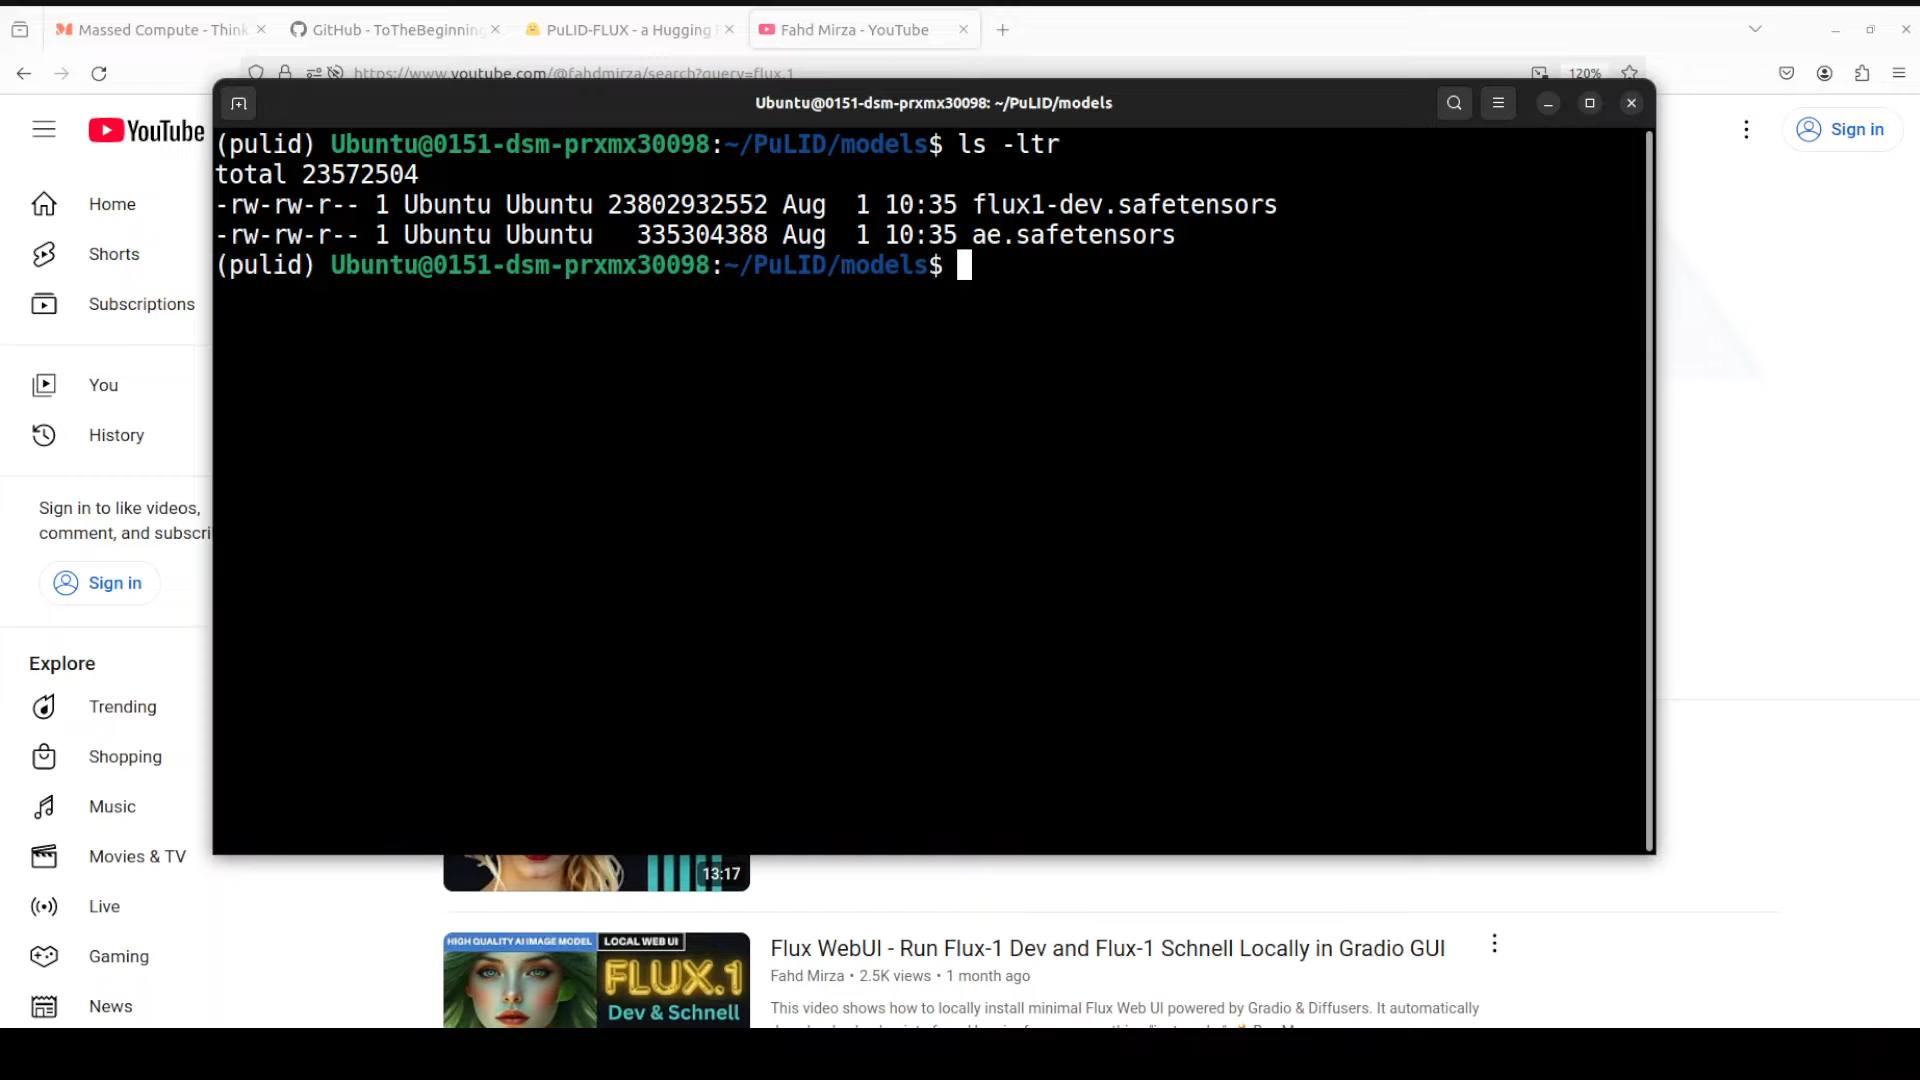 Massed Compute - Think
GitHub - ToTheBeginning
PuLID-FLUX - a Hugging F
Fahd Mirza - YouTube
https://www.youtube.com/@fahdmirza/search?query=flux.1
120%
Ubuntu@0151-dsm-prxmx30098: ~/PuLID/models
(pulid) Ubuntu@0151-dsm-prxmx30098:~/PuLID/models$ ls -ltr
total 23572504
-rw-rw-r-- 1 Ubuntu Ubuntu 23802932552 Aug  1 10:35 flux1-dev.safetensors
-rw-rw-r-- 1 Ubuntu Ubuntu   335304388 Aug  1 10:35 ae.safetensors
(pulid) Ubuntu@0151-dsm-prxmx30098:~/PuLID/models$
YouTube
Sign in
Home
Shorts
Subscriptions
You
History
Sign in to like videos,
comment, and subscri
Sign in
Explore
Trending
Shopping
Music
Movies & TV
Live
Gaming
News
13:17
HIGH QUALITY AI IMAGE MODEL
LOCAL WEB UI
FLUX.1
Dev & Schnell
Flux WebUI - Run Flux-1 Dev and Flux-1 Schnell Locally in Gradio GUI
Fahd Mirza • 2.5K views • 1 month ago
This video shows how to locally install minimal Flux Web UI powered by Gradio & Diffusers. It automatically